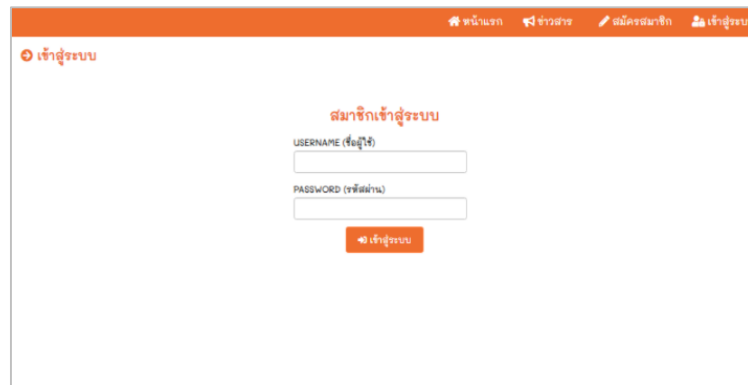 หน้าแรก ข่าวสาร สมัครสมาชิก เข้าสู่ระบบ
เข้าสู่ระบบ
สมาชิกเข้าสู่ระบบ
USERNAME (ชื่อผู้ใช้)
PASSWORD (รหัสผ่าน)
เข้าสู่ระบบ